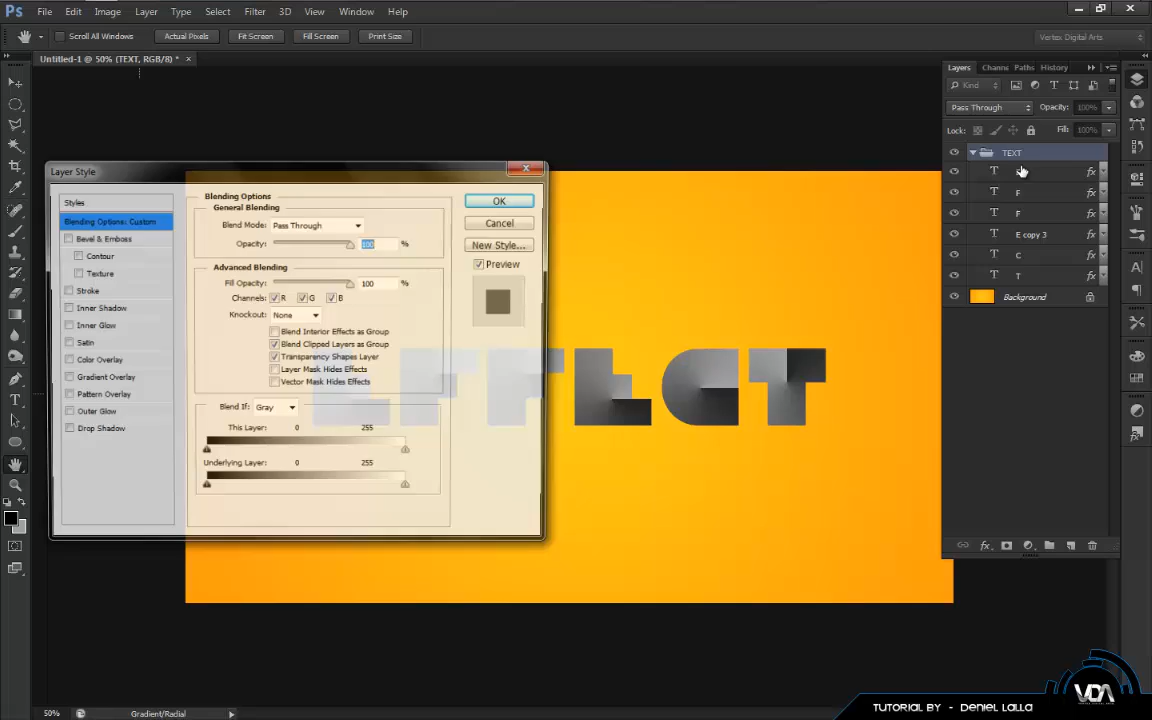 Ps File Edit Image Layer Type Select Filter 3D View Window Help
Scroll All Windows Actual Pixels Fit Screen Fill Screen Print Size Vertex Digital Arts
Untitled-1 @ 50% (TEXT, RGB/8) * ×
Layers Channels Paths History
Kind
Pass Through Opacity: 100%
Lock: Fill: 100%
TEXT
F
F
E copy 3
C
T
Background
Layer Style
Styles
Blending Options: Custom
Bevel & Emboss
Contour
Texture
Stroke
Inner Shadow
Inner Glow
Satin
Color Overlay
Gradient Overlay
Pattern Overlay
Outer Glow
Drop Shadow
Blending Options
General Blending
Blend Mode: Pass Through
Opacity: 100 %
Advanced Blending
Fill Opacity: 100 %
Channels: R G B
Knockout: None
Blend Interior Effects as Group
Blend Clipped Layers as Group
Transparency Shapes Layer
Layer Mask Hides Effects
Vector Mask Hides Effects
Blend If: Gray
This Layer: 0 255
Underlying Layer: 0 255
OK
Cancel
New Style...
Preview
EFFECT
50% Gradient/Radial
VDA
TUTORIAL BY - DENIEL LALLA